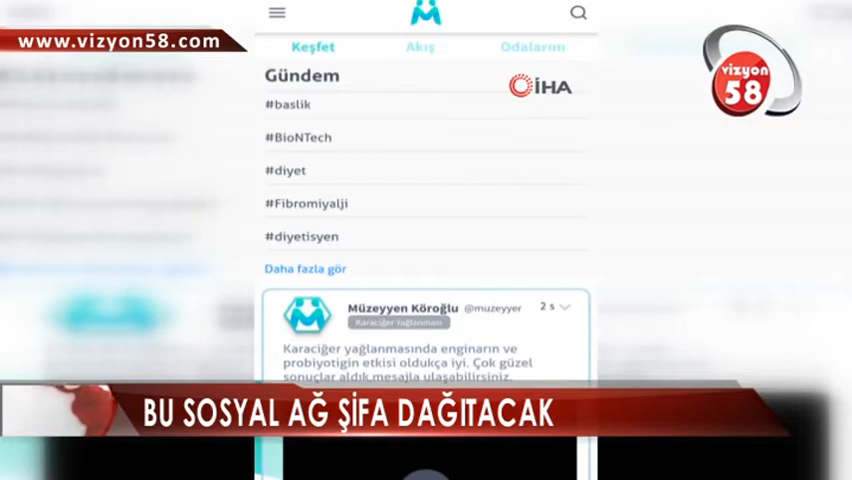 www.vizyon58.com
vizyon
58
Keşfet Akış Odalarım
Gündem
İHA
#baslik
#BioNTech
#diyet
#Fibromiyalji
#diyetisyen
Daha fazla gör
Müzeyyen Köroğlu @muzeyyer 2 s
Karaciğer Yağlanması
Karaciğer yağlanmasında enginarın ve
probiyotigin etkisi oldukça iyi. Çok güzel
sonuçlar aldık,mesajla ulaşabilirsiniz.
BU SOSYAL AĞ ŞİFA DAĞITACAK